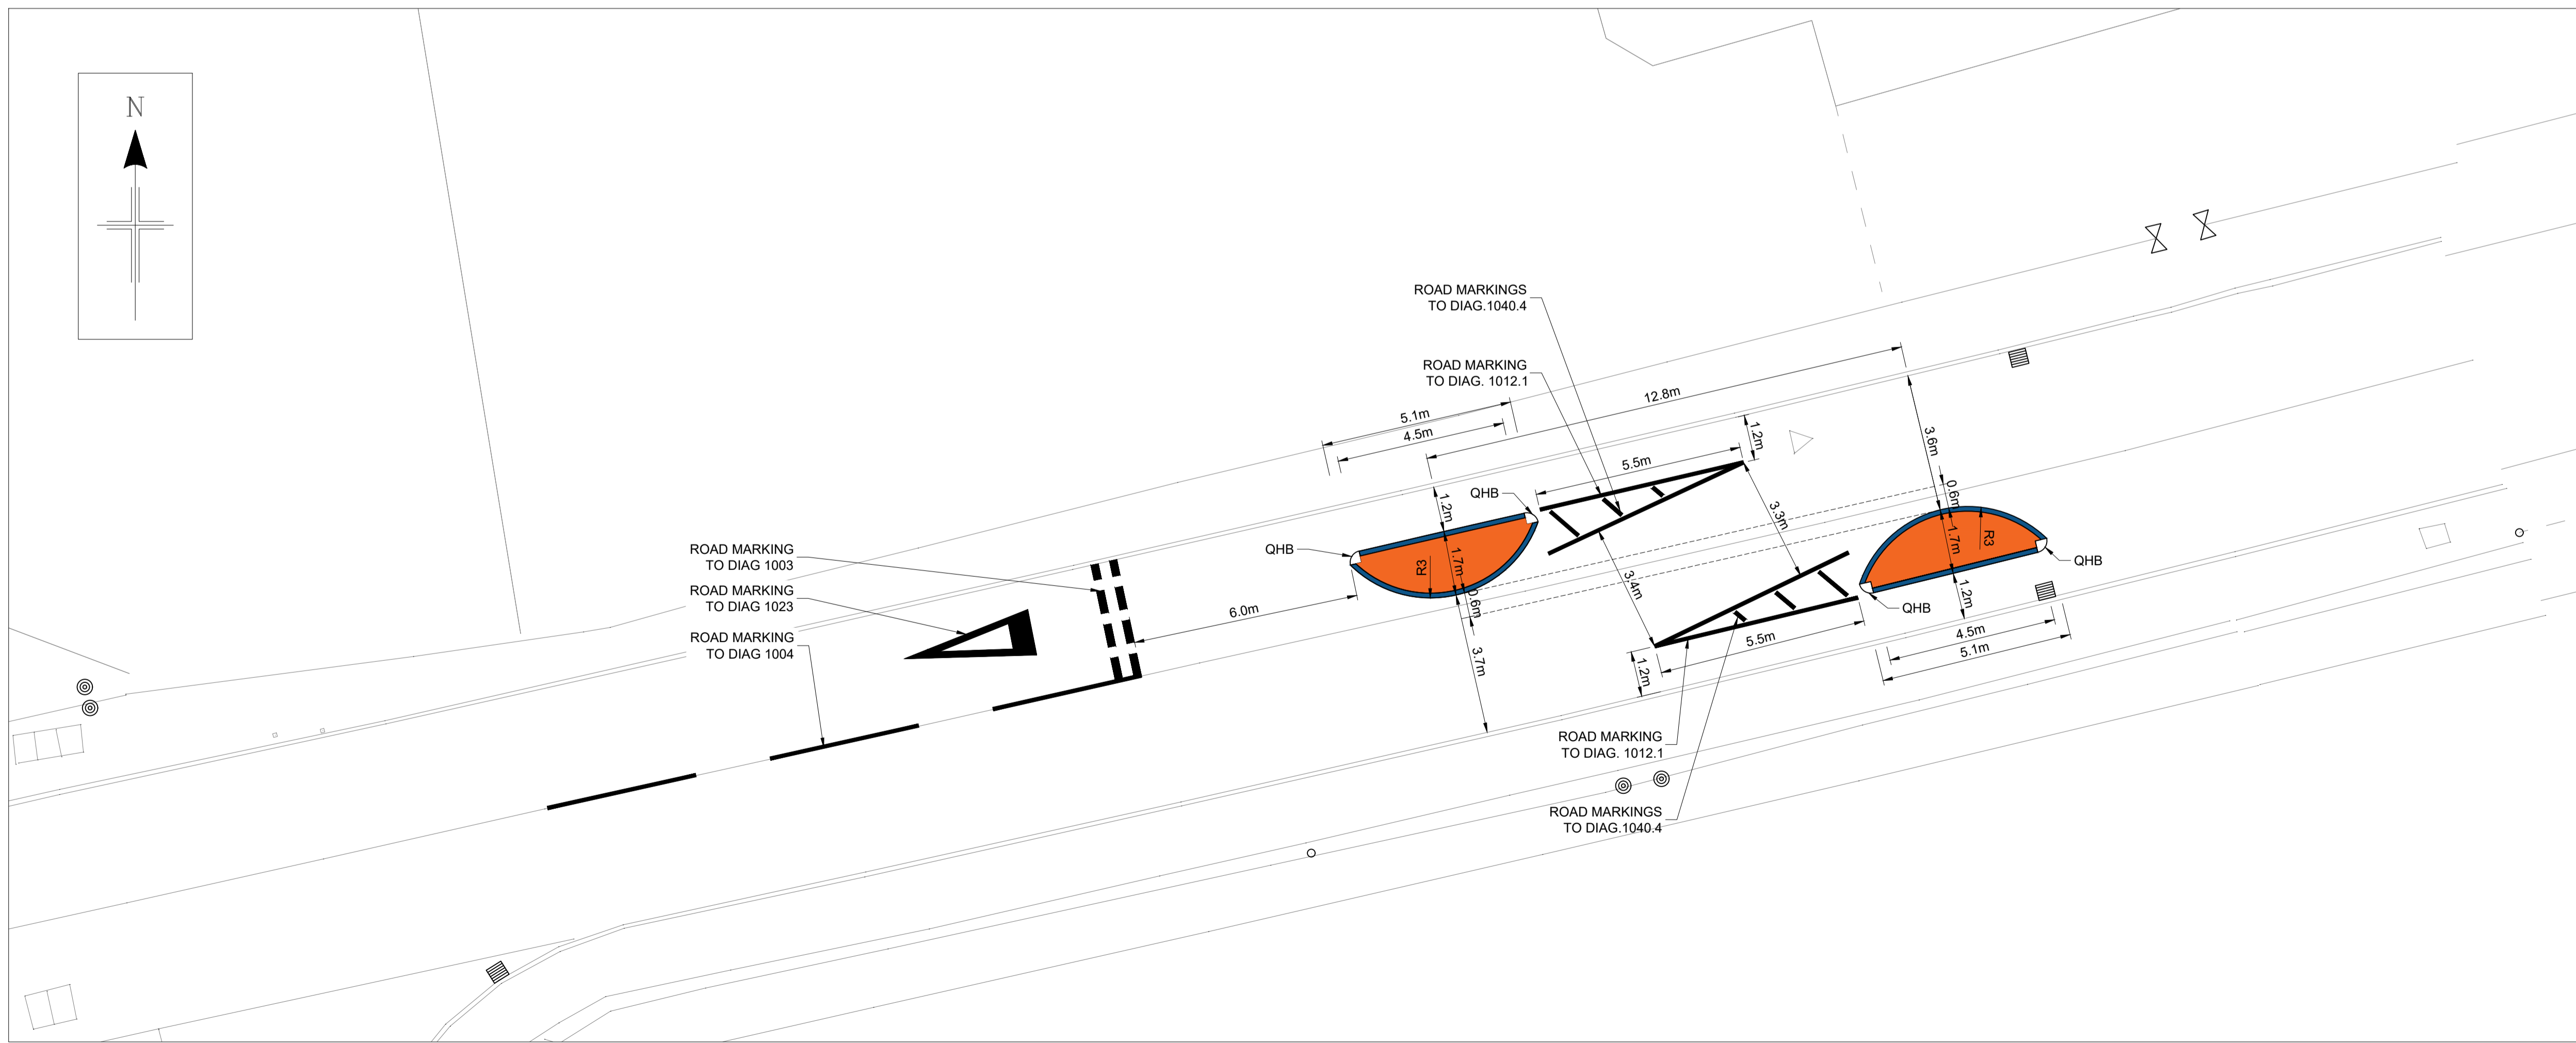 N
ROAD MARKINGS
TO DIAG.1040.4
ROAD MARKING
TO DIAG. 1012.1
12.8m
5.1m
4.5m
1.2m
3.6m
5.5m
QHB
1.2m
0.6m
3.3m
R3
1.7m
QHB
ROAD MARKING
TO DIAG 1003
1.7m
R3
QHB
ROAD MARKING
TO DIAG 1023
3.4m
0.6m
1.2m
QHB
6.0m
4.5m
ROAD MARKING
TO DIAG 1004
5.5m
5.1m
3.7m
1.2m
ROAD MARKING
TO DIAG. 1012.1
ROAD MARKINGS
TO DIAG.1040.4